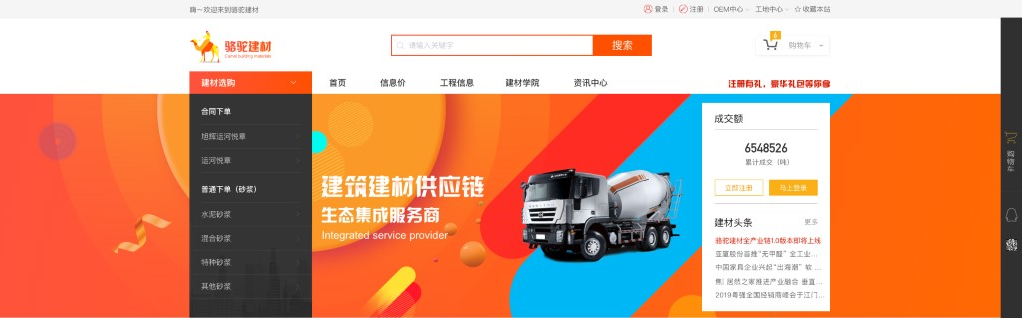 嗨～欢迎来到骆驼建材
登录 注册 OEM中心 工地中心 ☆ 收藏本站
骆驼建材
Camel building materials
请输入关键字 搜索
6
购物车
建材选购 首页 信息价 工程信息 建材学院 资讯中心
注册有礼，豪华礼包等你拿
合同下单
旭辉运河悦章
运河悦章
普通下单（砂浆）
水泥砂浆
混合砂浆
特种砂浆
其他砂浆
建筑建材供应链
生态集成服务商
Integrated service provider
成交额
6548526
累计成交（吨）
立即注册 马上登录
建材头条 更多
骆驼建材全产业链1.0版本即将上线
亚厦股份首推“无甲醛”全工业...
中国家具企业兴起“出海潮” 软 ...
焦| 居然之家推进产业融合 垂直...
2019粤强全国经销商峰会于江门...
购物车